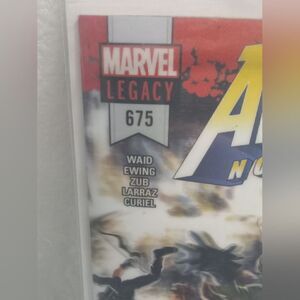 MARVEL
LEGACY
675
WAID
EWING
ZUB
LARRAZ
CURIEL